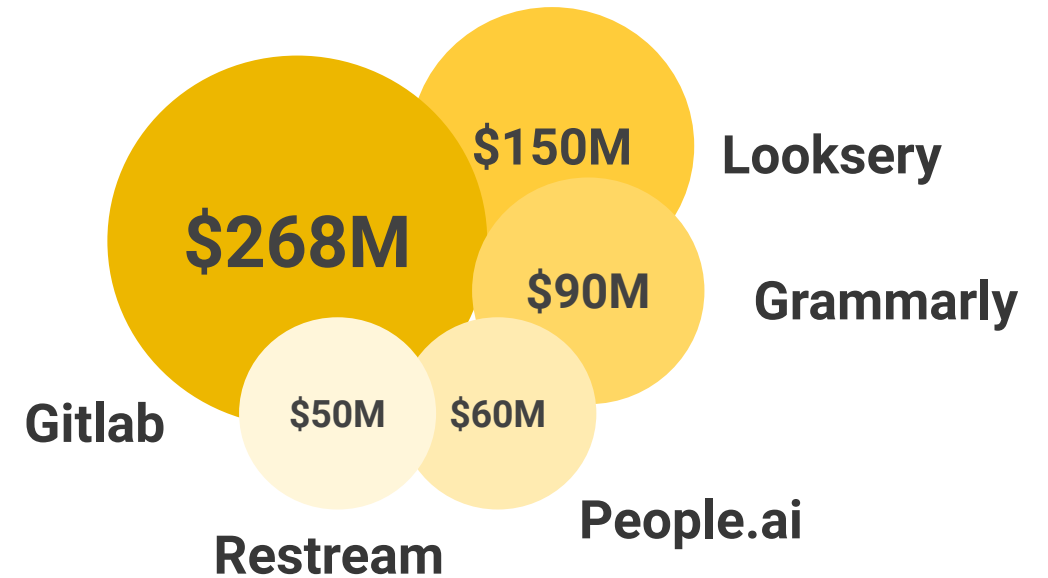 $150M
Looksery
$268M
$90M
Grammarly
Gitlab
$50M
$60M
People.ai
Restream